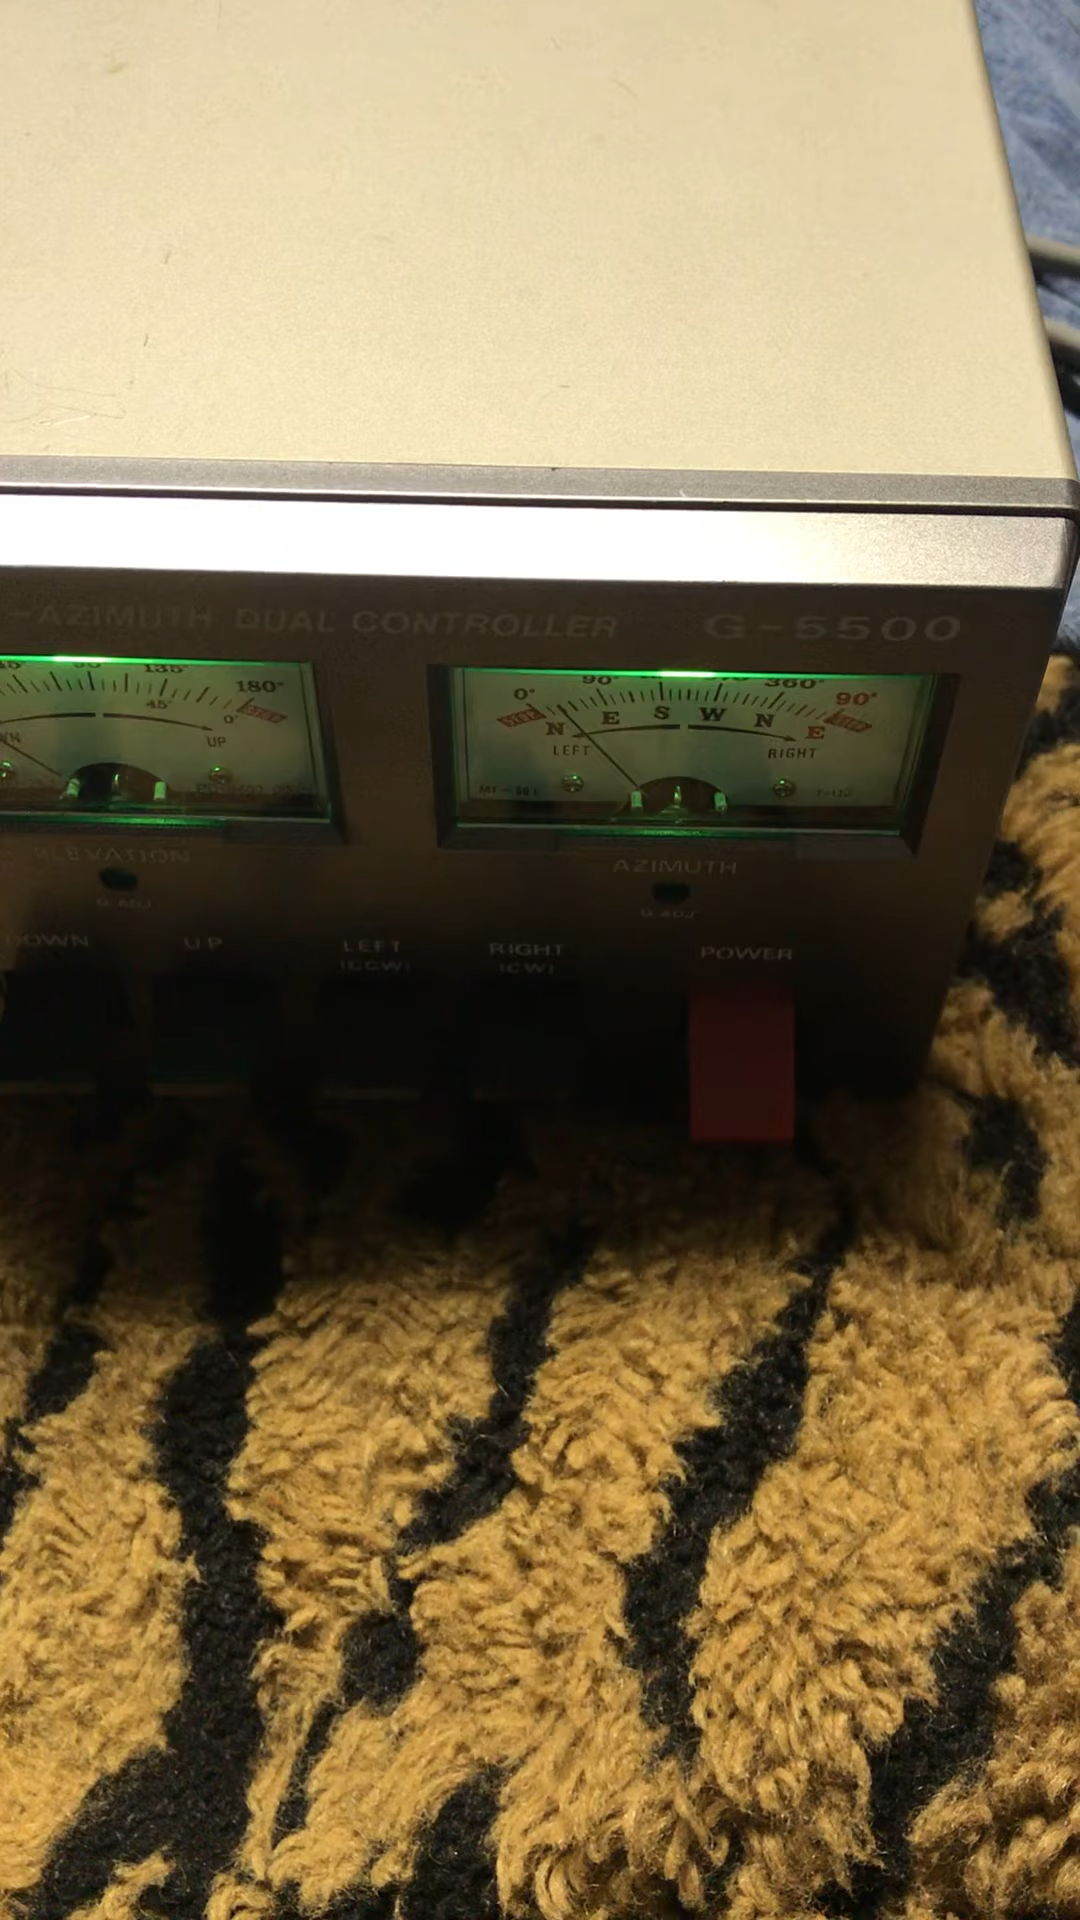 -AZIMUTH DUAL CONTROLLER G-5500
135° 180°
45° 0°
UP
0° 90° 360° 90°
N E S W N E
LEFT RIGHT
ELEVATION
AZIMUTH
DOWN UP LEFT (CCW) RIGHT (CW) POWER